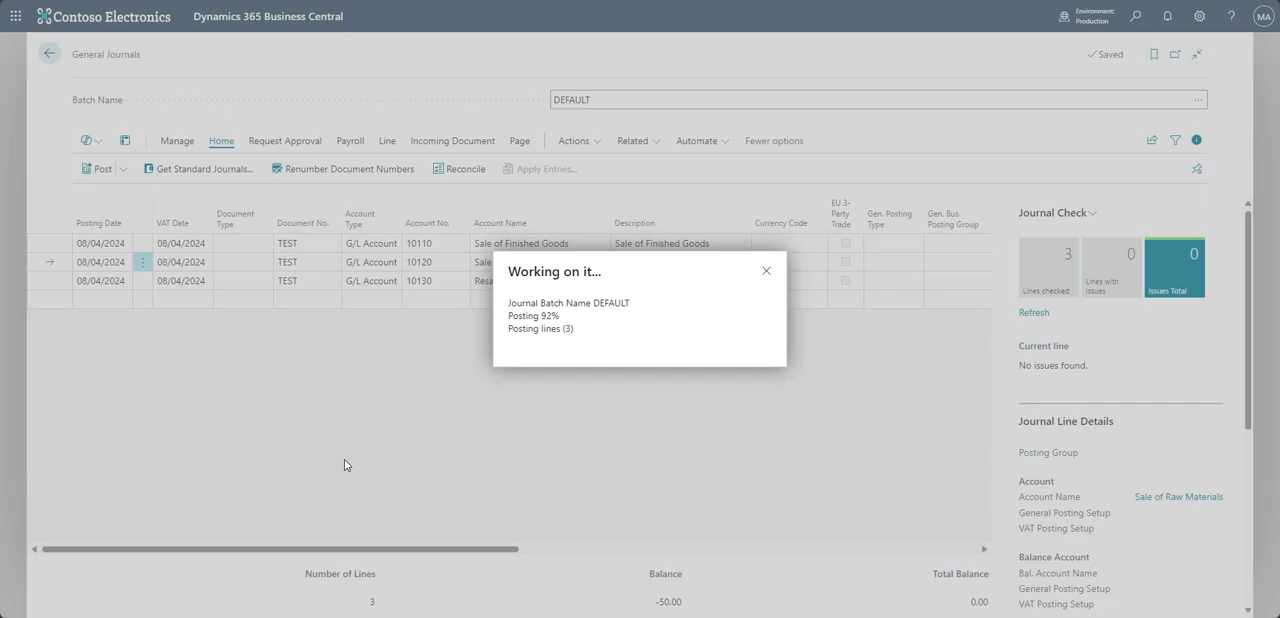 Contoso Electronics Dynamics 365 Business Central Environment: Production ? MA
General Journals ✓Saved
Batch Name DEFAULT ...
Manage Home Request Approval Payroll Line Incoming Document Page Actions Related Automate Fewer options
Post Get Standard Journals... Renumber Document Numbers Reconcile Apply Entries...
Posting Date VAT Date Document Type Document No. Account Type Account No. Account Name Description Currency Code EU 3-Party Trade Gen. Posting Type Gen. Bus. Posting Group
08/04/2024 08/04/2024 TEST G/L Account 10110 Sale of Finished Goods Sale of Finished Goods
08/04/2024 08/04/2024 TEST G/L Account 10120 Sale
08/04/2024 08/04/2024 TEST G/L Account 10130 Resa
Working on it...
Journal Batch Name DEFAULT
Posting 92%
Posting lines (3)
Number of Lines Balance Total Balance
3 -50.00 0.00
Journal Check
3 0 0
Lines checked Lines with issues Issues Total
Refresh
Current line
No issues found.
Journal Line Details
Posting Group
Account
Account Name Sale of Raw Materials
General Posting Setup
VAT Posting Setup
Balance Account
Bal. Account Name
General Posting Setup
VAT Posting Setup